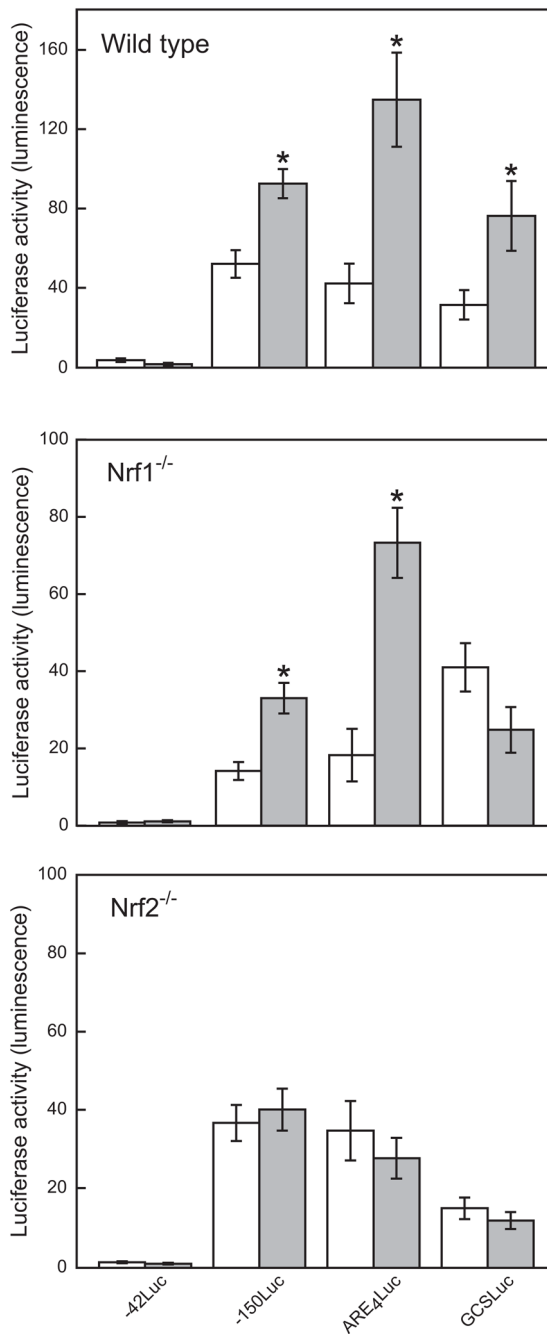 Wild type
Luciferase activity (luminescence)
160
120
80
40
0
*
*
*
Nrf1-/-
Luciferase activity (luminescence)
100
80
60
40
20
0
*
*
Nrf2-/-
Luciferase activity (luminescence)
100
80
60
40
20
0
-42Luc
-150Luc
ARE4Luc
GCSLuc